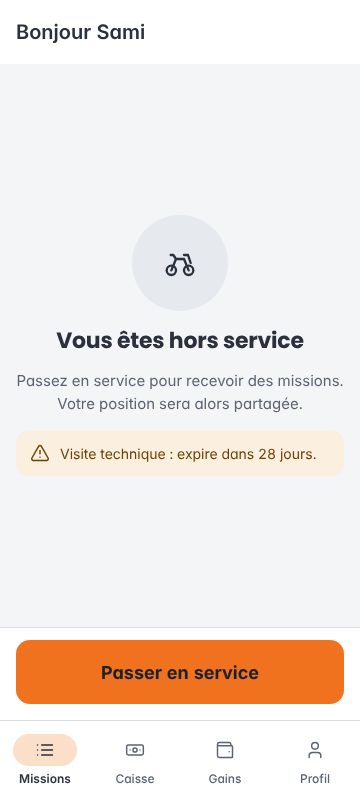 Bonjour Sami
Vous êtes hors service
Passez en service pour recevoir des missions.
Votre position sera alors partagée.
Visite technique : expire dans 28 jours.
Passer en service
Missions
Caisse
Gains
Profil